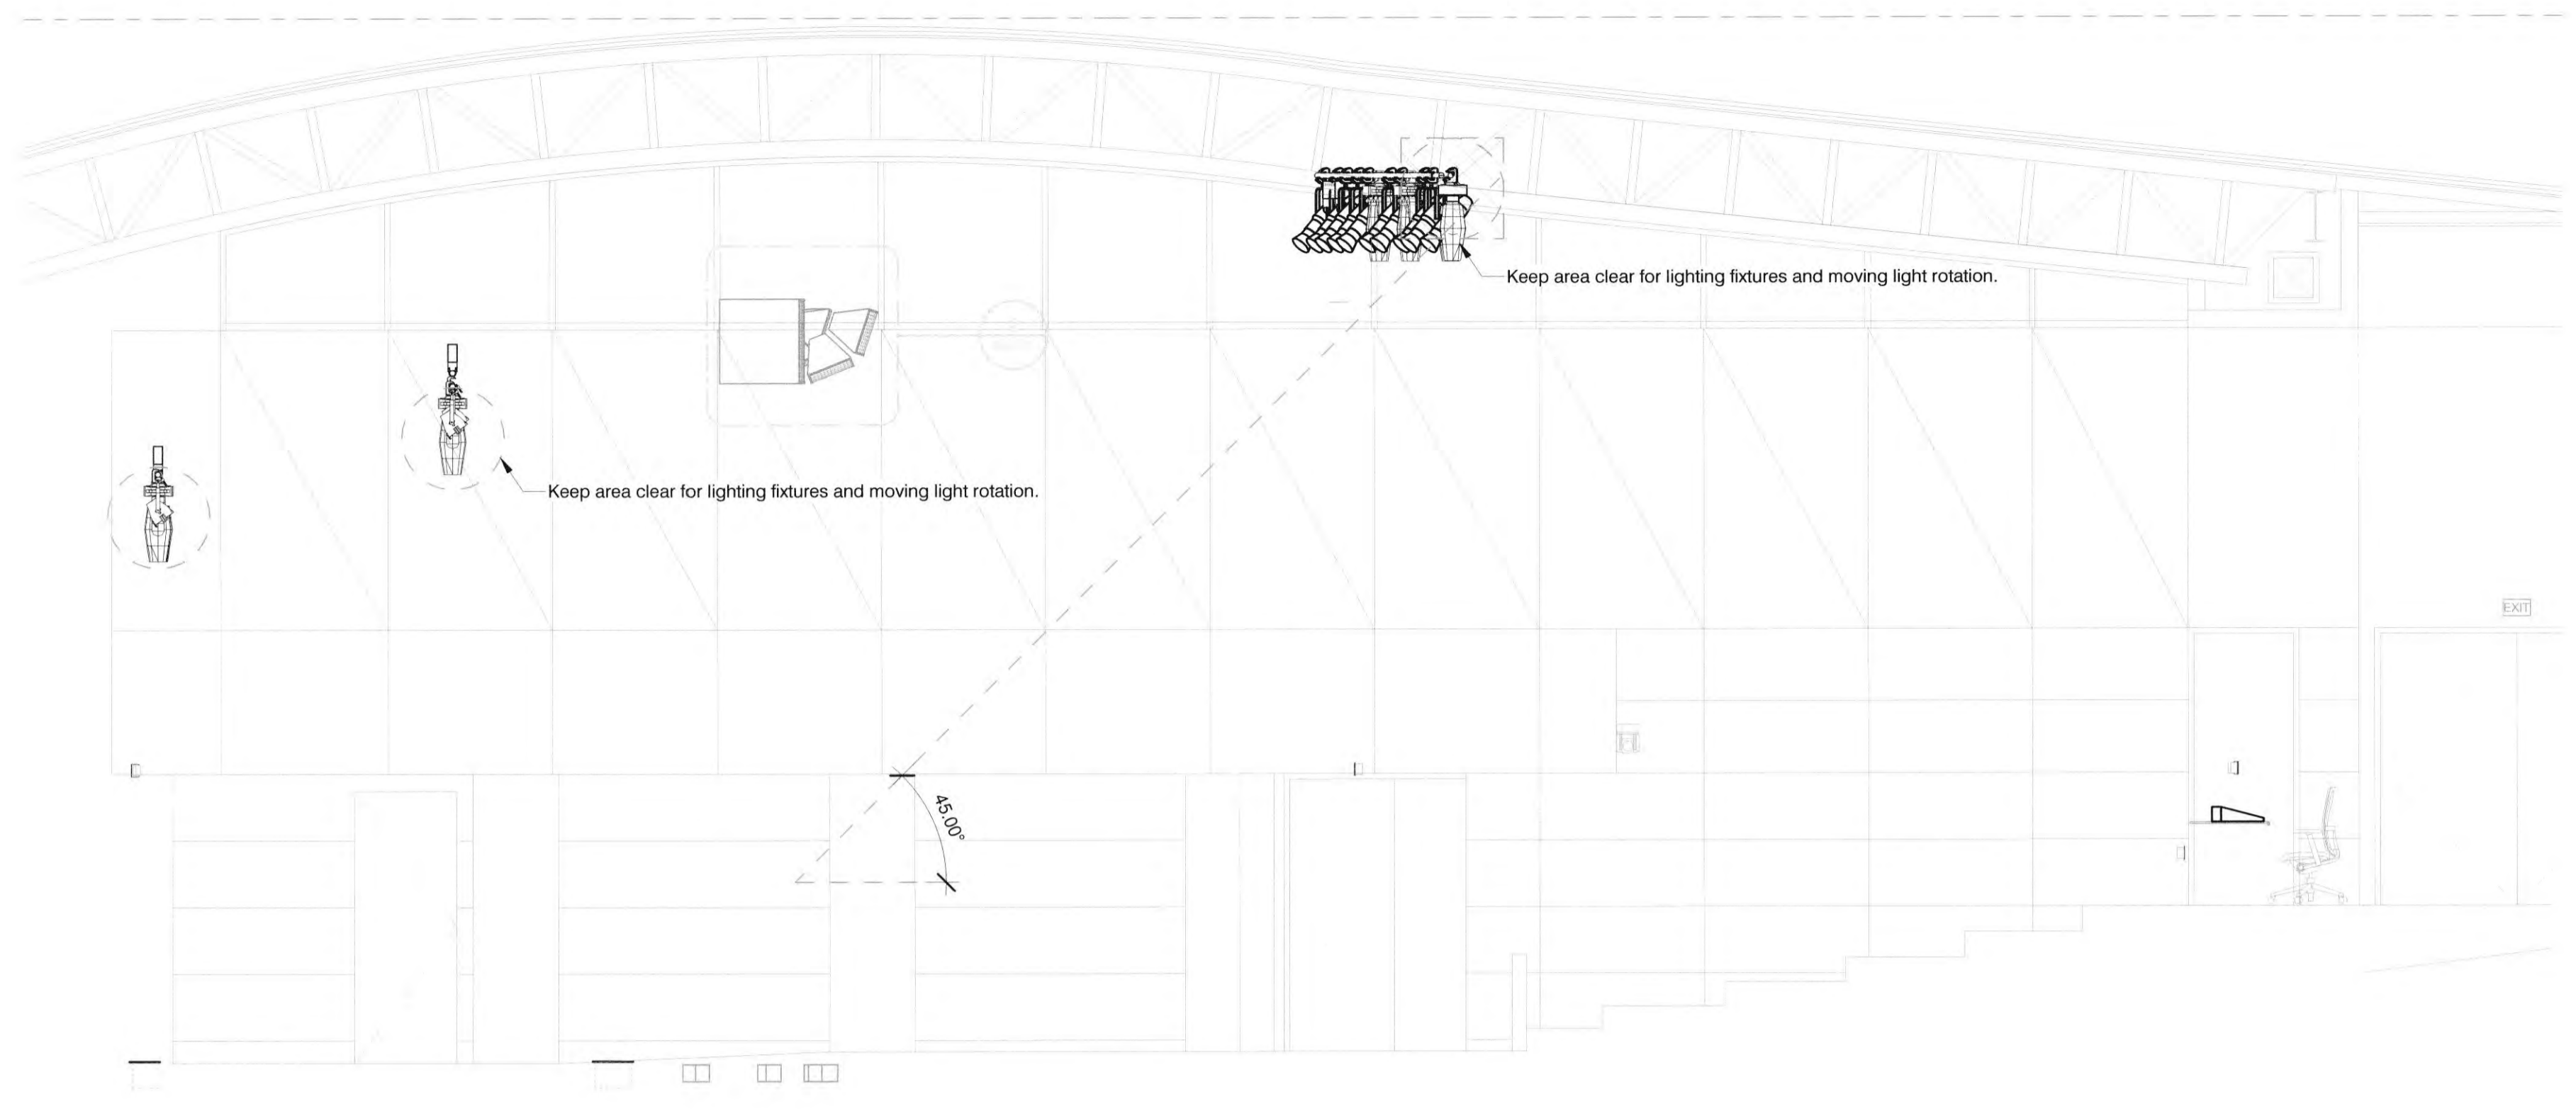 Keep area clear for lighting fixtures and moving light rotation.
Keep area clear for lighting fixtures and moving light rotation.
EXIT
45.00°